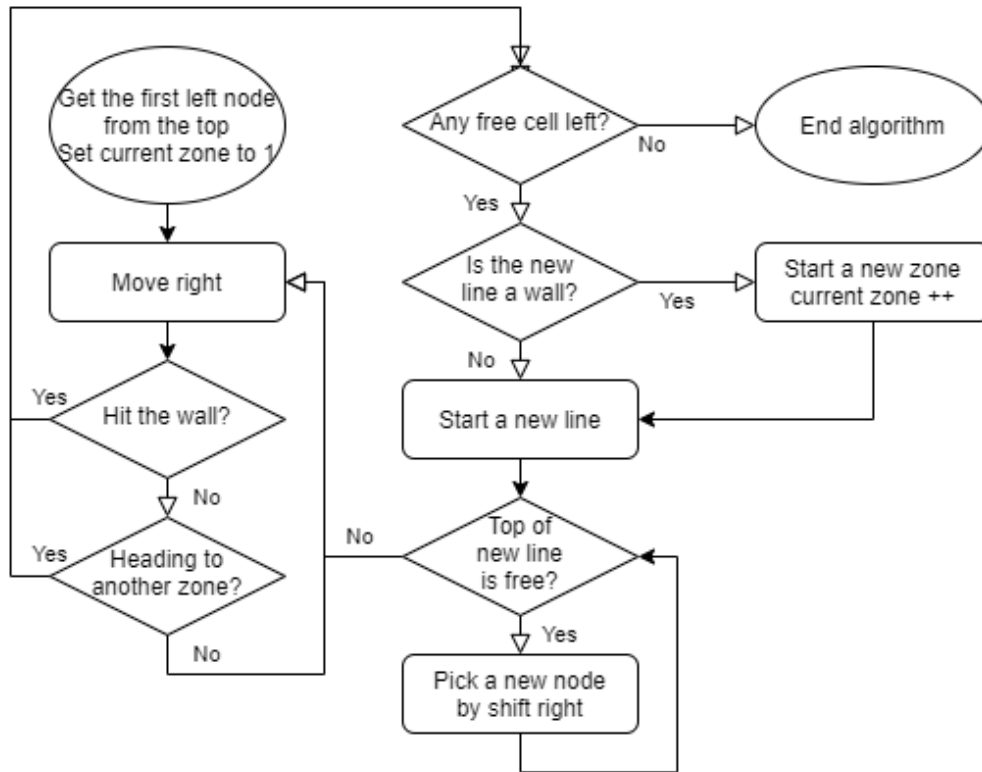 Get the first left node
from the top
Set current zone to 1
Any free cell left?
No
End algorithm
Yes
Move right
Is the new
line a wall?
Yes
Start a new zone
current zone ++
No
Yes
Hit the wall?
Start a new line
No
Yes
Heading to
another zone?
No
No
Top of
new line
is free?
Yes
Pick a new node
by shift right